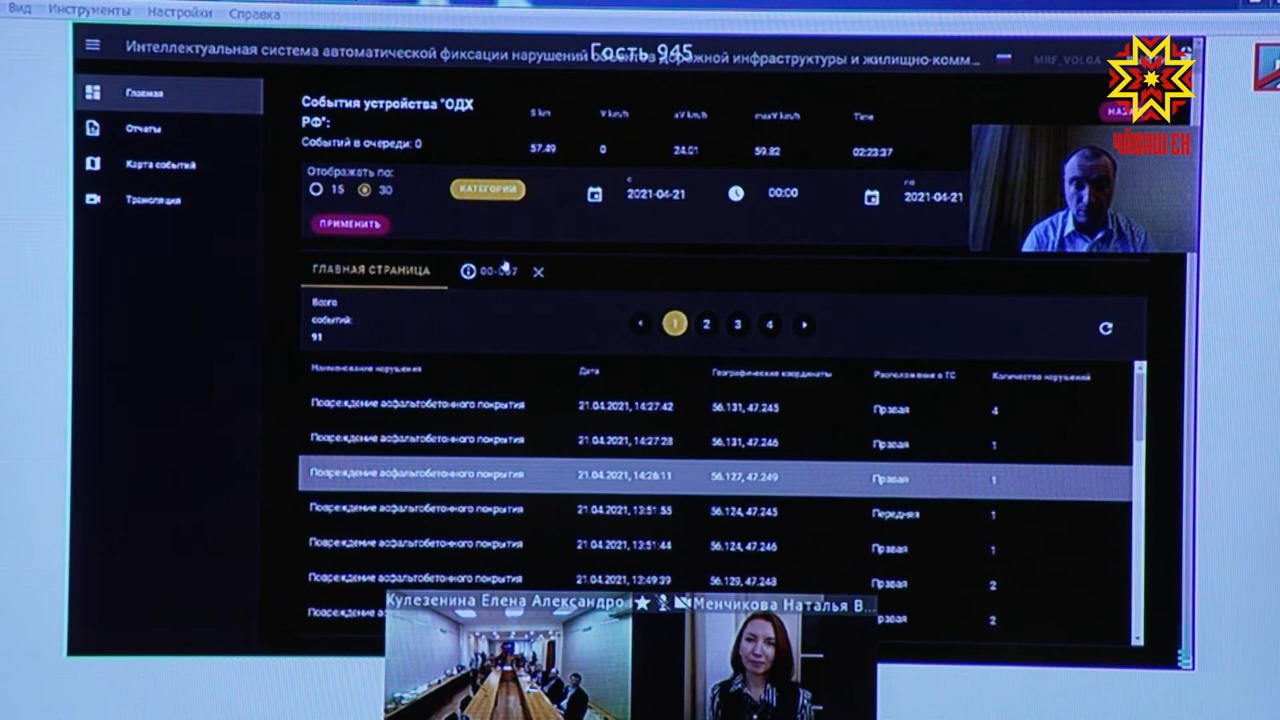 Вид Инструменты Настройки Справка
Интеллектуальная система автоматической фиксации нарушений
Гость 945
дорожной инфраструктуры и жилищно-комм...
MRF_VOLGA
ЧӐВАШ ЕН
Главная
Отчеты
Карта событий
Трансляция
События устройства "ОДХ
РФ":
Событий в очереди: 0
S km V km/h aV km/h maxV km/h Time
57.49 0 24.01 59.82 02:23:37
Отображать по:
15 30
КАТЕГОРИИ
с
2021-04-21
00:00
по
2021-04-21
ПРИМЕНИТЬ
ГЛАВНАЯ СТРАНИЦА
Всего
событий:
91
1 2 3 4
Наименование нарушения Дата Географические координаты Расположение в ТС Количество нарушений
Повреждение асфальтобетонного покрытия 21.04.2021, 14:27:42 56.131, 47.245 Правая 4
Повреждение асфальтобетонного покрытия 21.04.2021, 14:27:28 56.131, 47.246 Правая 1
Повреждение асфальтобетонного покрытия 21.04.2021, 14:26:11 56.127, 47.249 Правая 1
Повреждение асфальтобетонного покрытия 21.04.2021, 13:51:55 56.124, 47.245 Передняя 1
Повреждение асфальтобетонного покрытия 21.04.2021, 13:51:44 56.124, 47.246 Правая 1
Повреждение асфальтобетонного покрытия 21.04.2021, 13:49:39 56.129, 47.248 Правая 2
Повреждение 2
Кулезенина Елена Александро
Менчикова Наталья В...